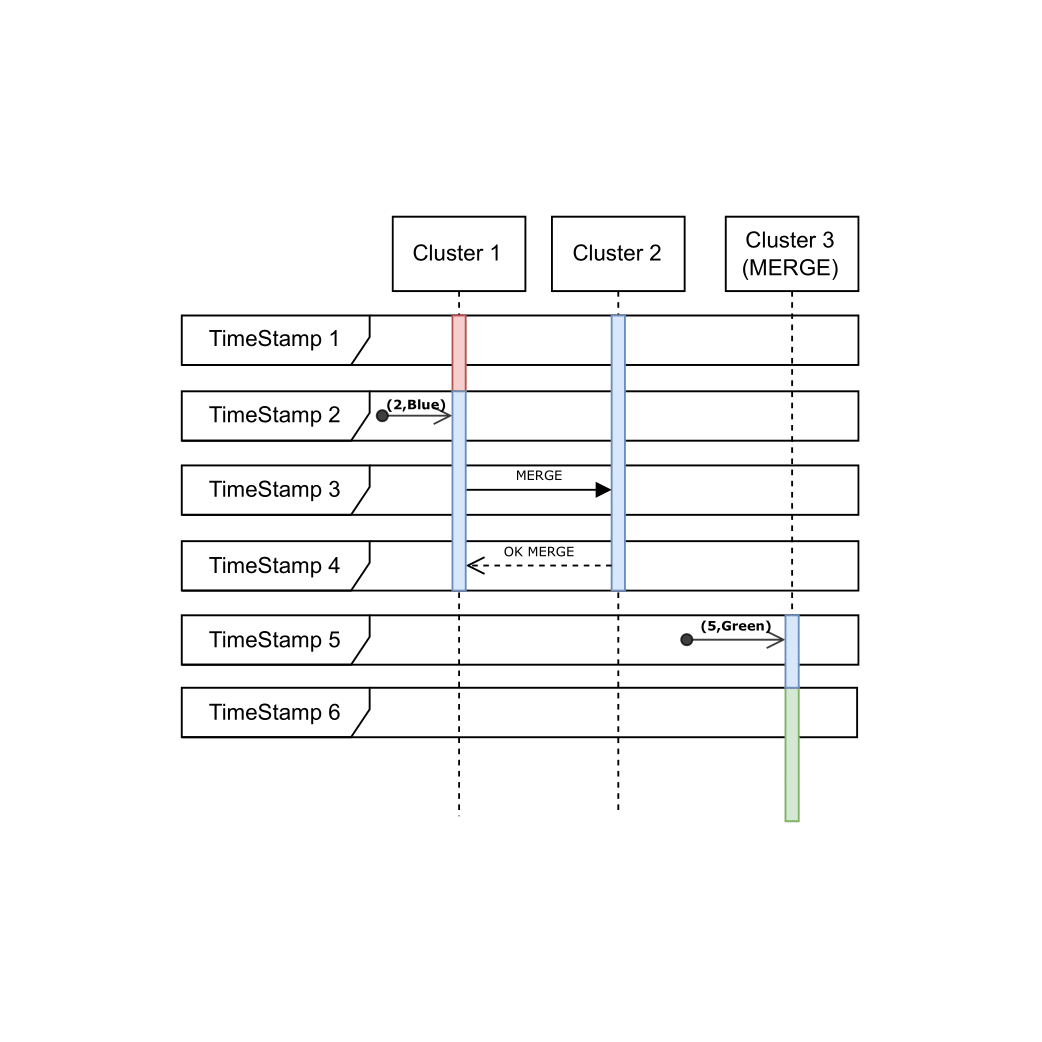 Cluster 1
Cluster 2
Cluster 3
(MERGE)
TimeStamp 1
TimeStamp 2
(2,Blue)
TimeStamp 3
MERGE
TimeStamp 4
OK MERGE
TimeStamp 5
(5,Green)
TimeStamp 6